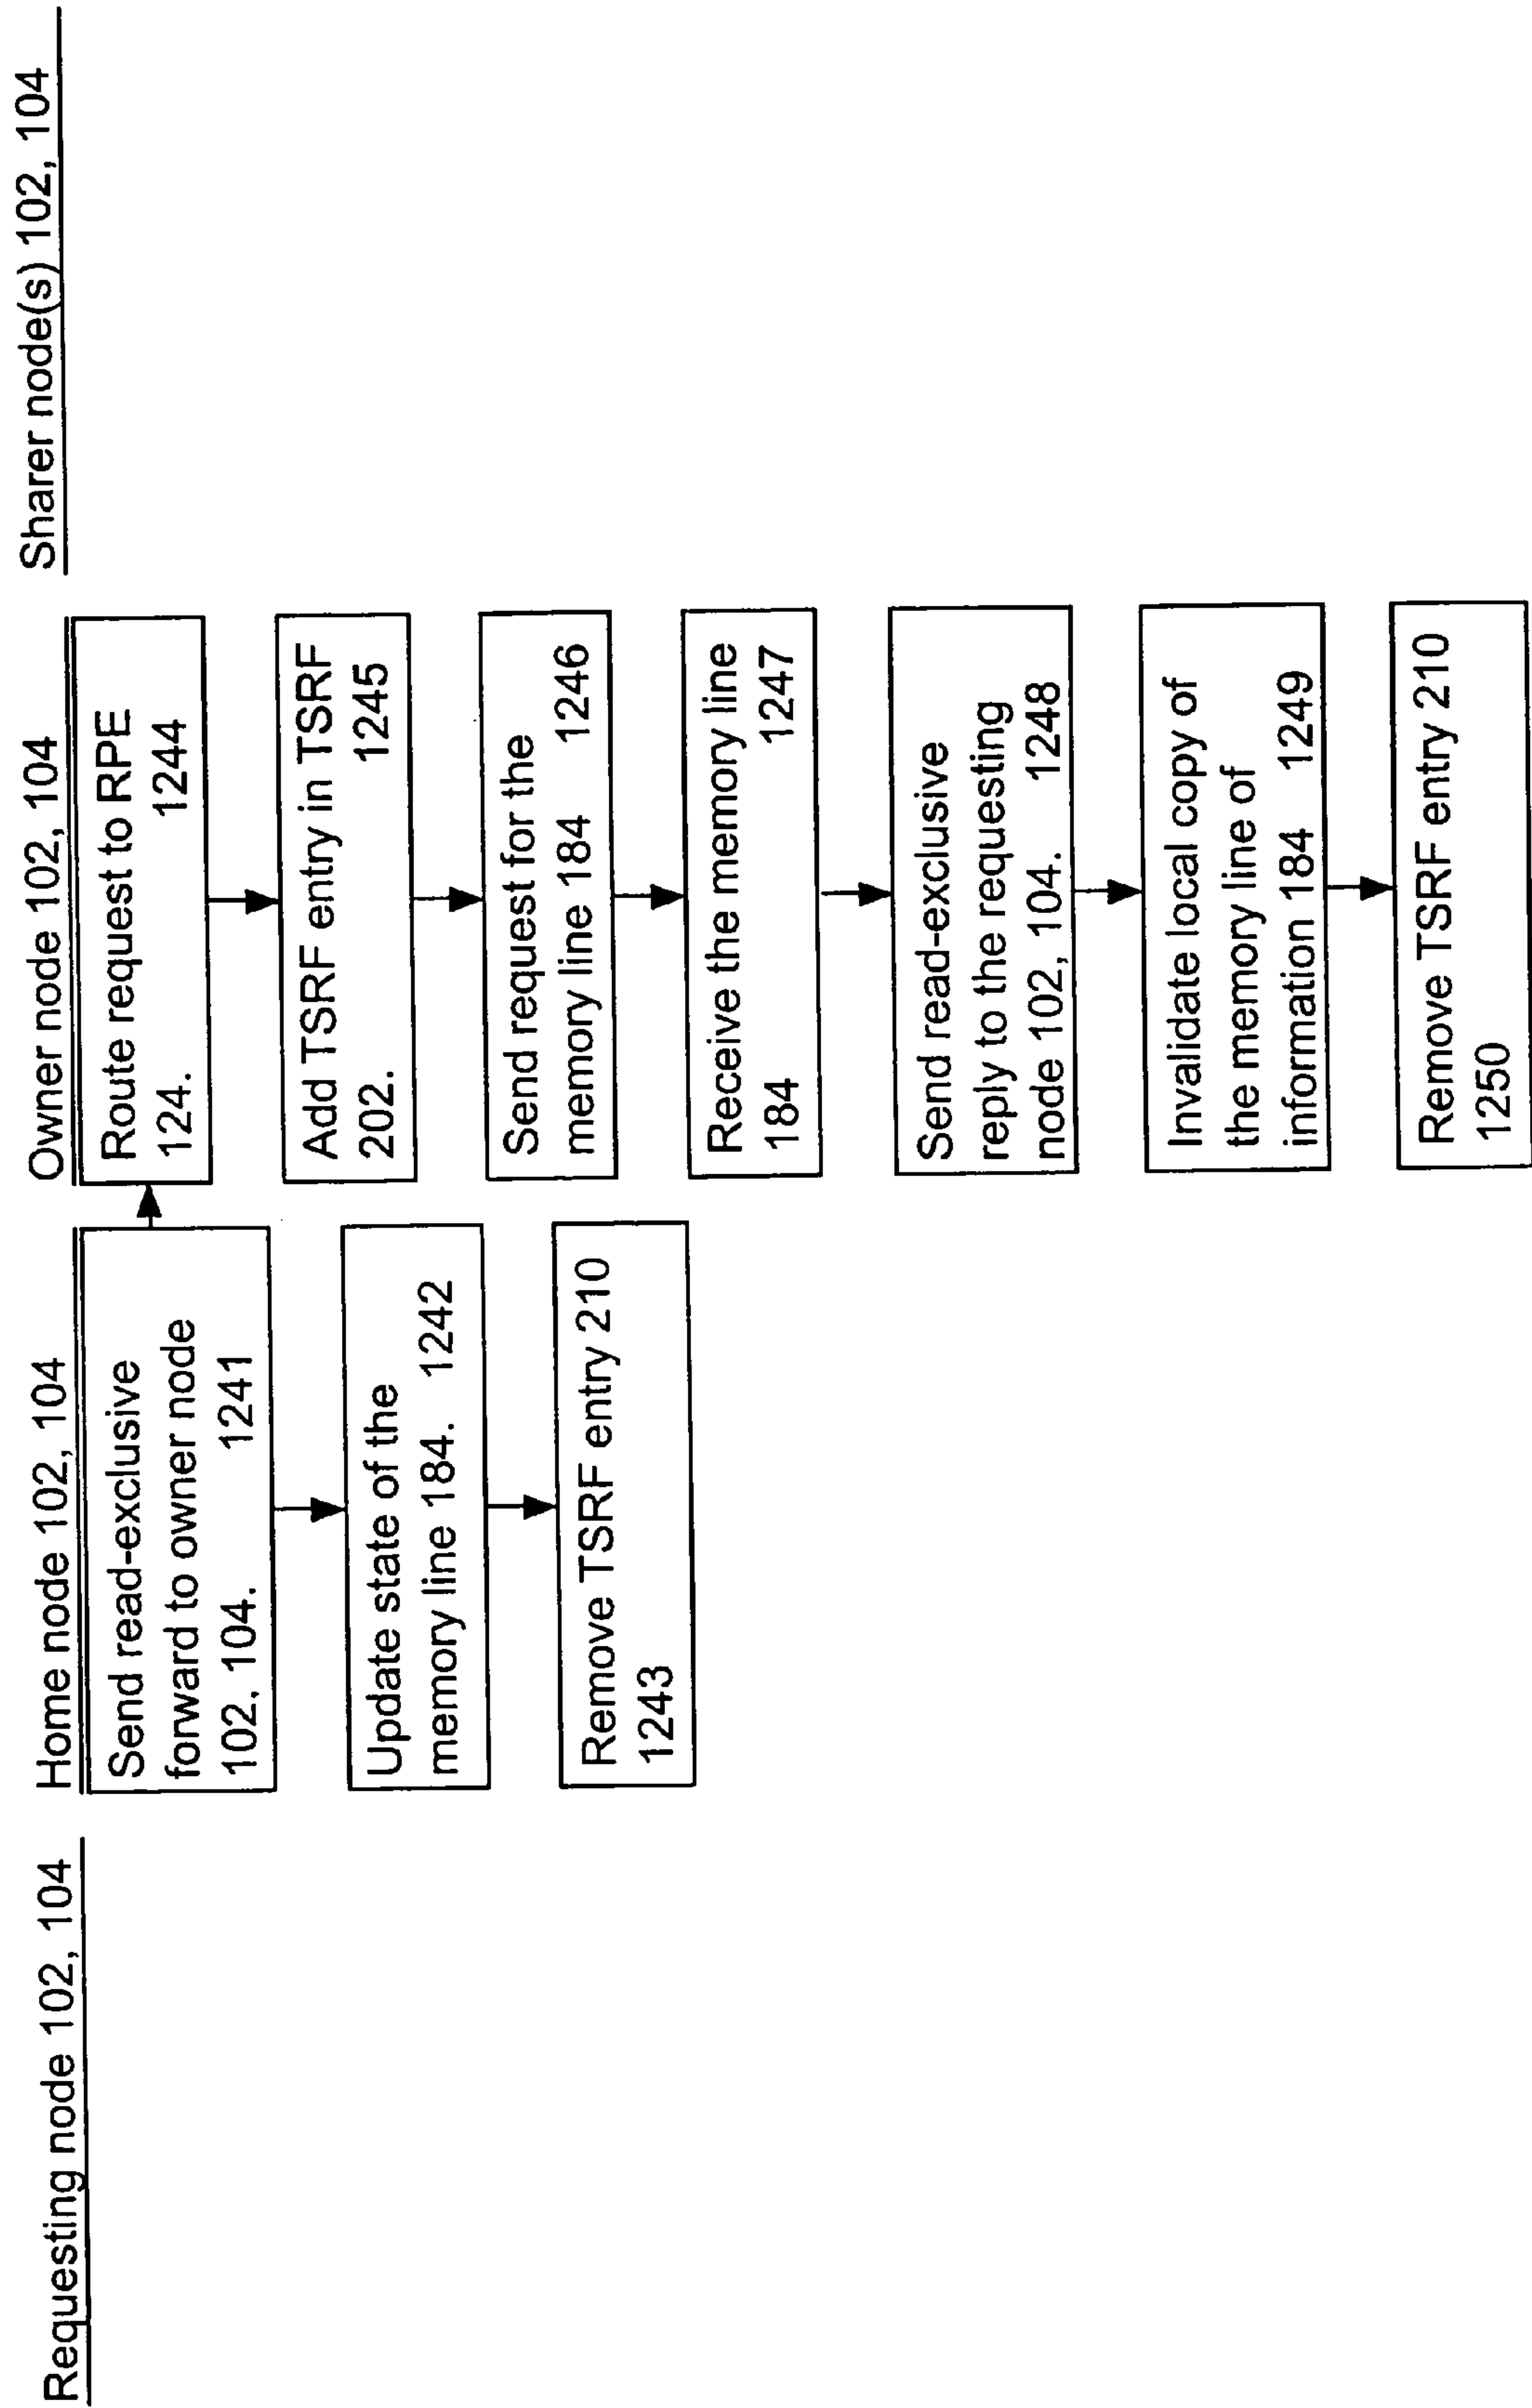 Requesting node 102, 104
Home node 102, 104
Send read-exclusive
forward to owner node
102, 104. 1241
Update state of the
memory line 184. 1242
Remove TSRF entry 210
1243
Owner node 102, 104
Route request to RPE
124. 1244
Add TSRF entry in TSRF
202. 1245
Send request for the
memory line 184 1246
Receive the memory line
184 1247
Send read-exclusive
reply to the requesting
node 102, 104. 1248
Invalidate local copy of
the memory line of
information 184 1249
Remove TSRF entry 210
1250
Sharer node(s) 102, 104